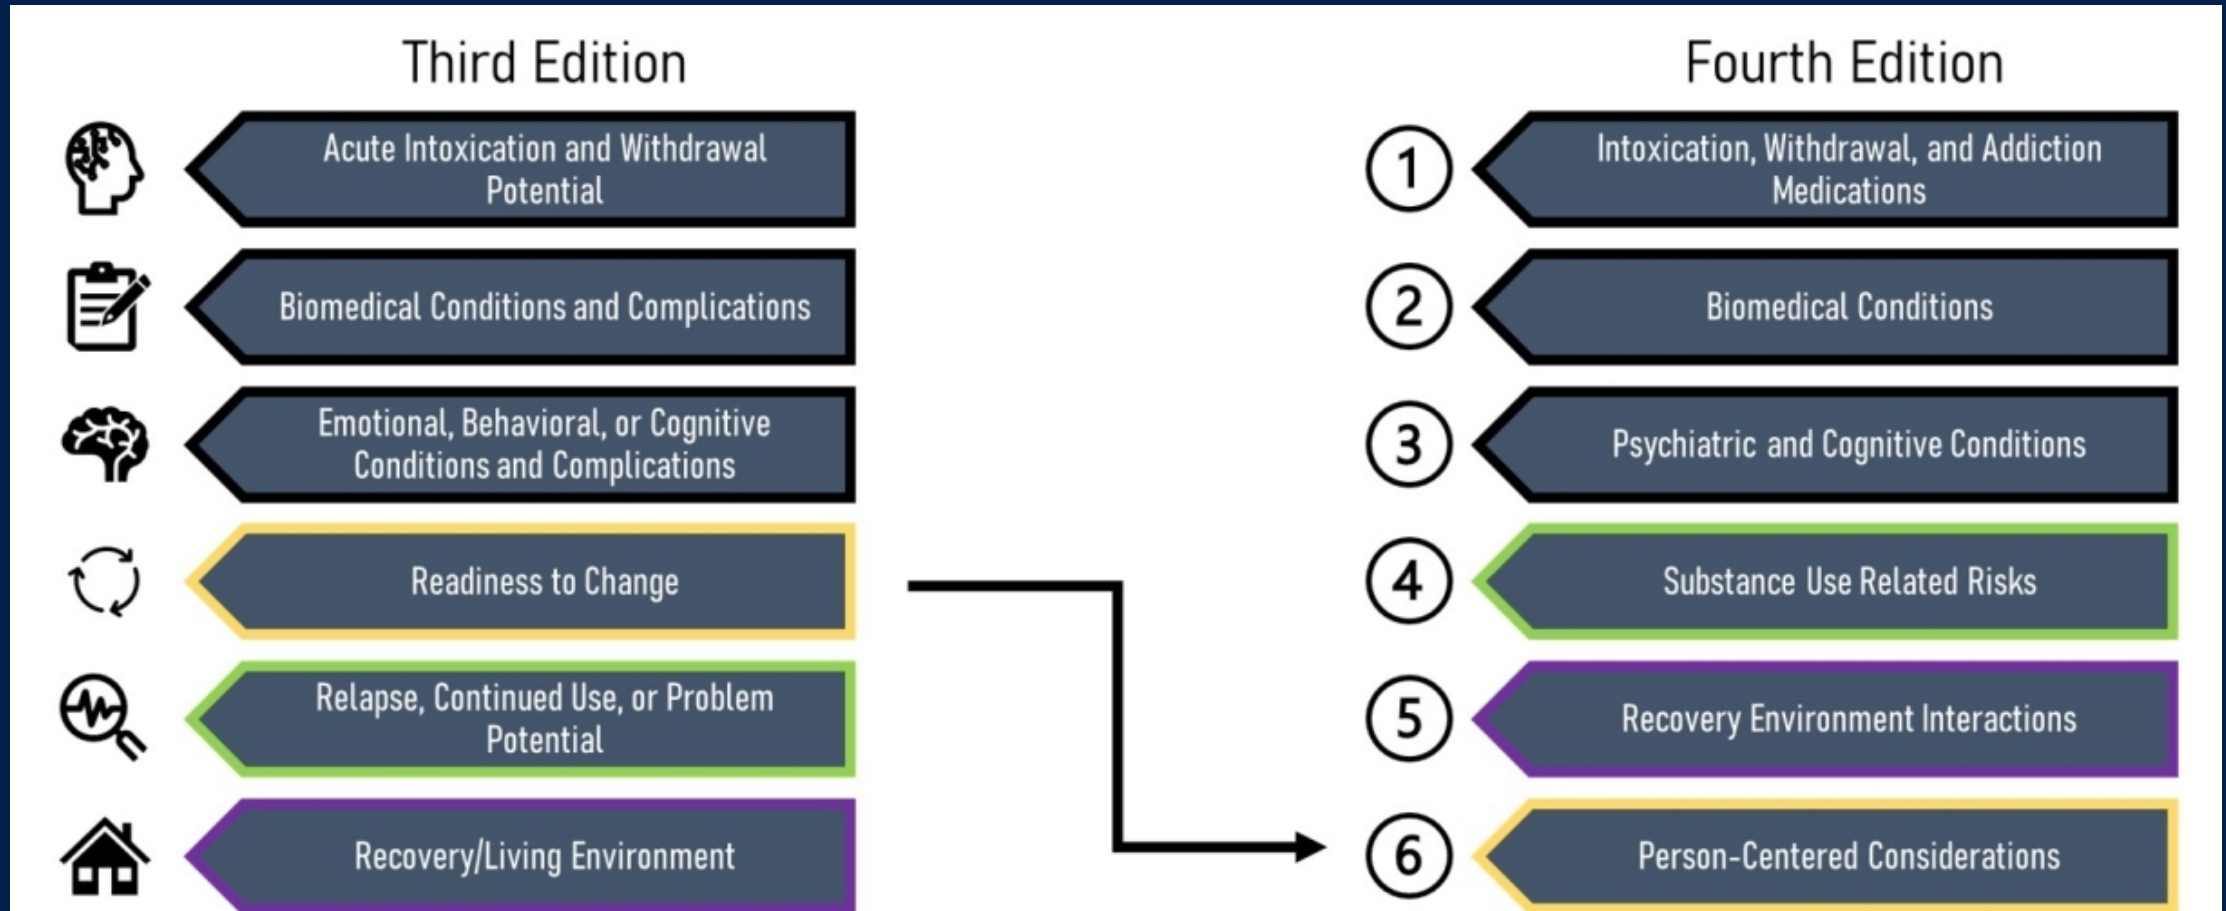 Third Edition
Acute Intoxication and Withdrawal
Potential
Biomedical Conditions and Complications
Emotional, Behavioral, or Cognitive
Conditions and Complications
Readiness to Change
Relapse, Continued Use, or Problem
Potential
Recovery/Living Environment
Fourth Edition
1
Intoxication, Withdrawal, and Addiction
Medications
2
Biomedical Conditions
3
Psychiatric and Cognitive Conditions
4
Substance Use Related Risks
5
Recovery Environment Interactions
6
Person-Centered Considerations